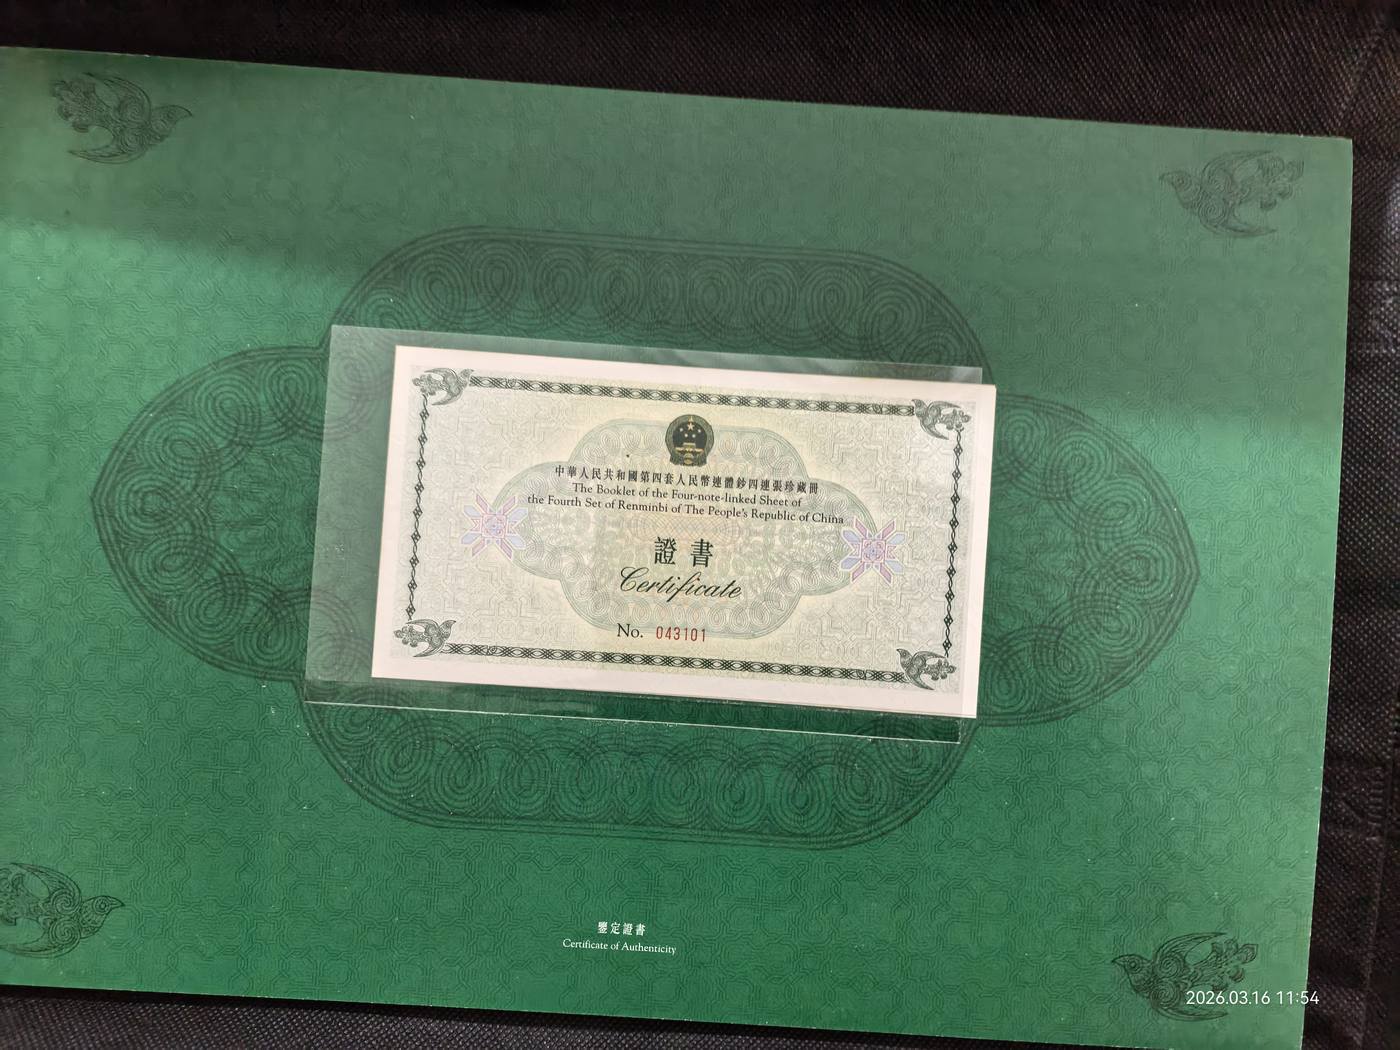 中華人民共和國第四套人民幣連體鈔四連張珍藏冊
The Booklet of the Four-note-linked Sheet of
the Fourth Set of Renminbi of The People's Republic of China
證書
Certificate
No. 043101
鑒定證書
Certificate of Authenticity
2026.03.16 11:54